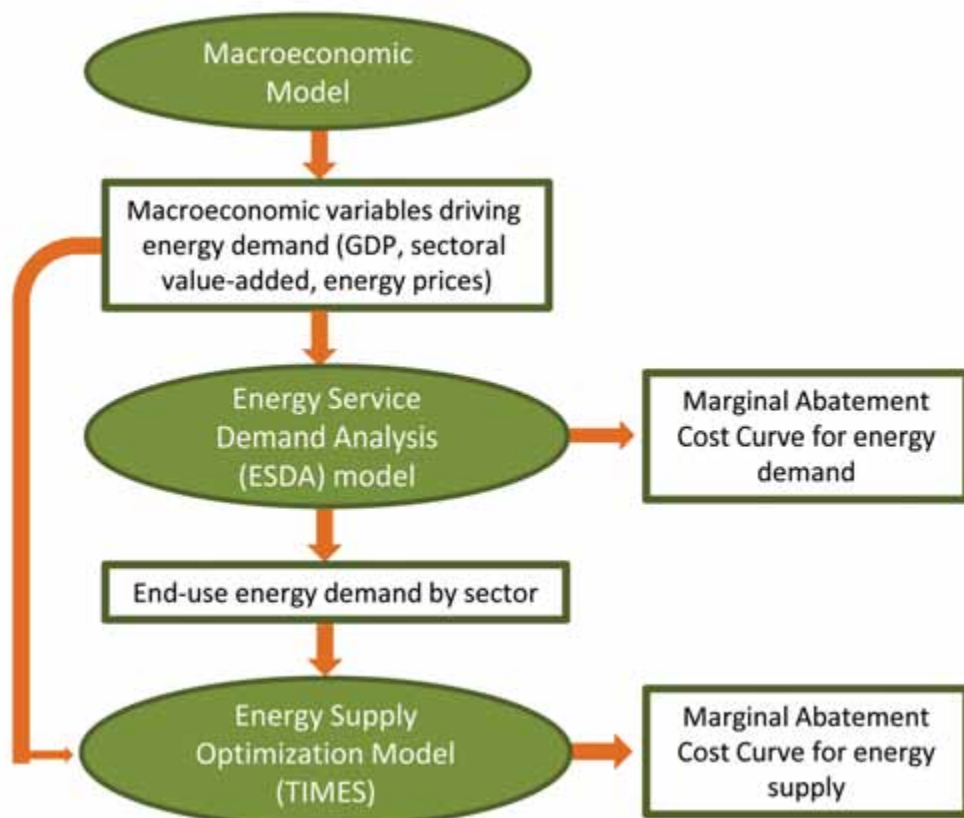 Macroeconomic
Model
Macroeconomic variables driving
energy demand (GDP, sectoral
value-added, energy prices)
Energy Service
Demand Analysis
(ESDA) model
Marginal Abatement
Cost Curve for energy
demand
End-use energy demand by sector
Energy Supply
Optimization Model
(TIMES)
Marginal Abatement
Cost Curve for energy
supply